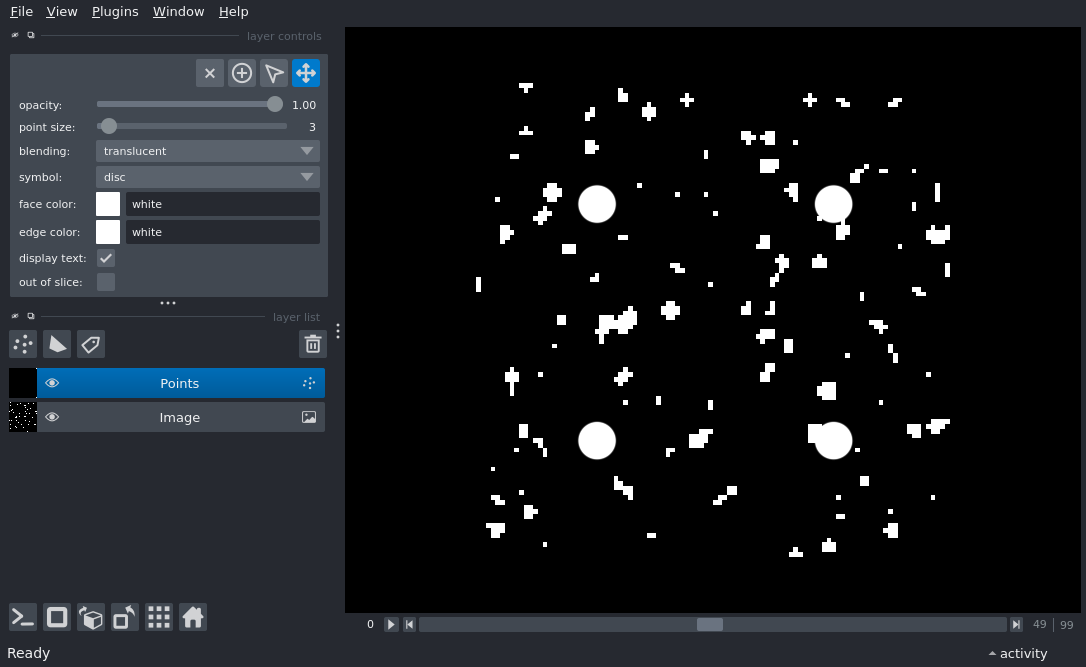 File View Plugins Window Help
layer controls
opacity: 1.00
point size: 3
blending: translucent
symbol: disc
face color: white
edge color: white
display text:
out of slice:
layer list
Points
Image
0 49 | 99
Ready activity